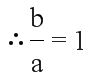 ∴ b/a = 1